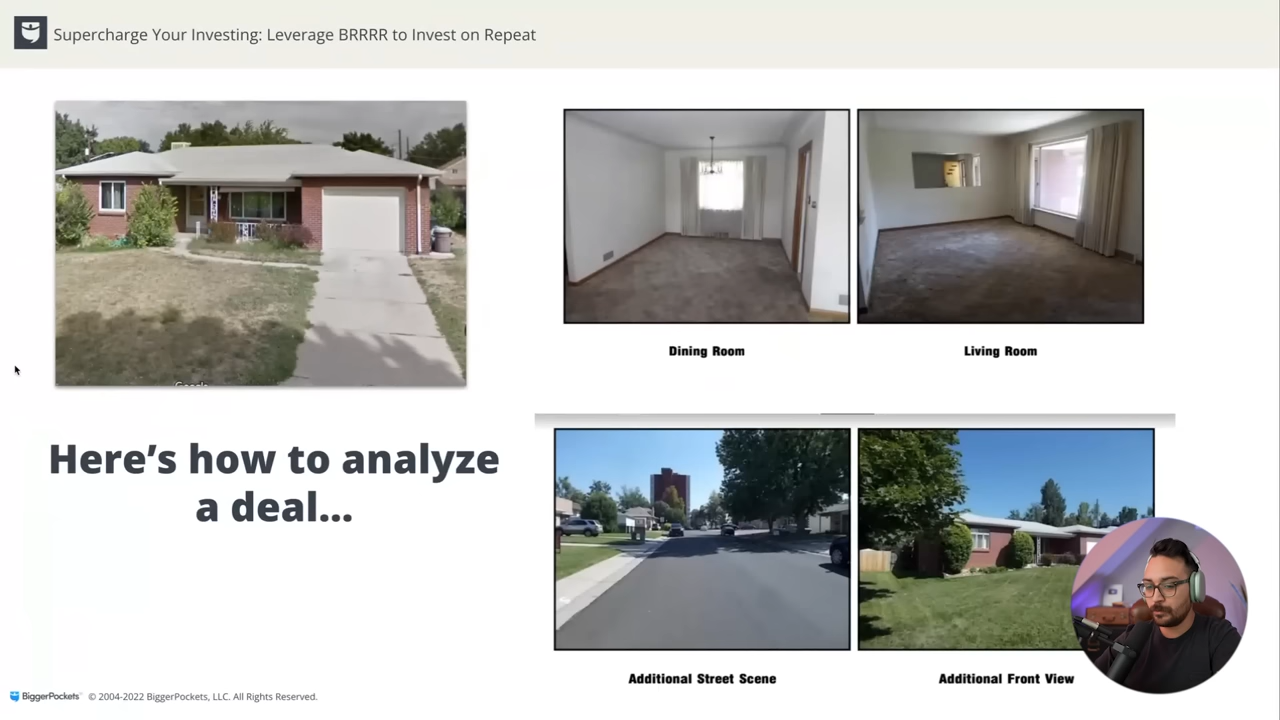 Supercharge Your Investing: Leverage BRRRR to Invest on Repeat
Dining Room
Living Room
Google
Here's how to analyze
a deal...
Additional Street Scene
Additional Front View
BiggerPockets © 2004-2022 BiggerPockets, LLC. All Rights Reserved.